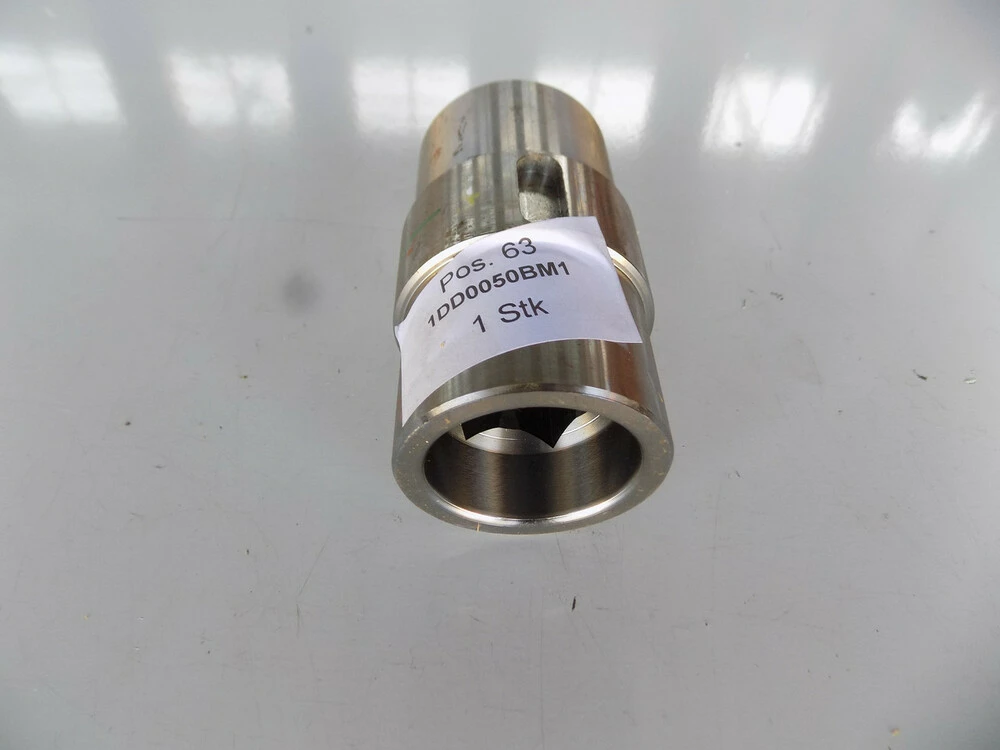 Pos. 63
1DD0050BM1
1 Stk